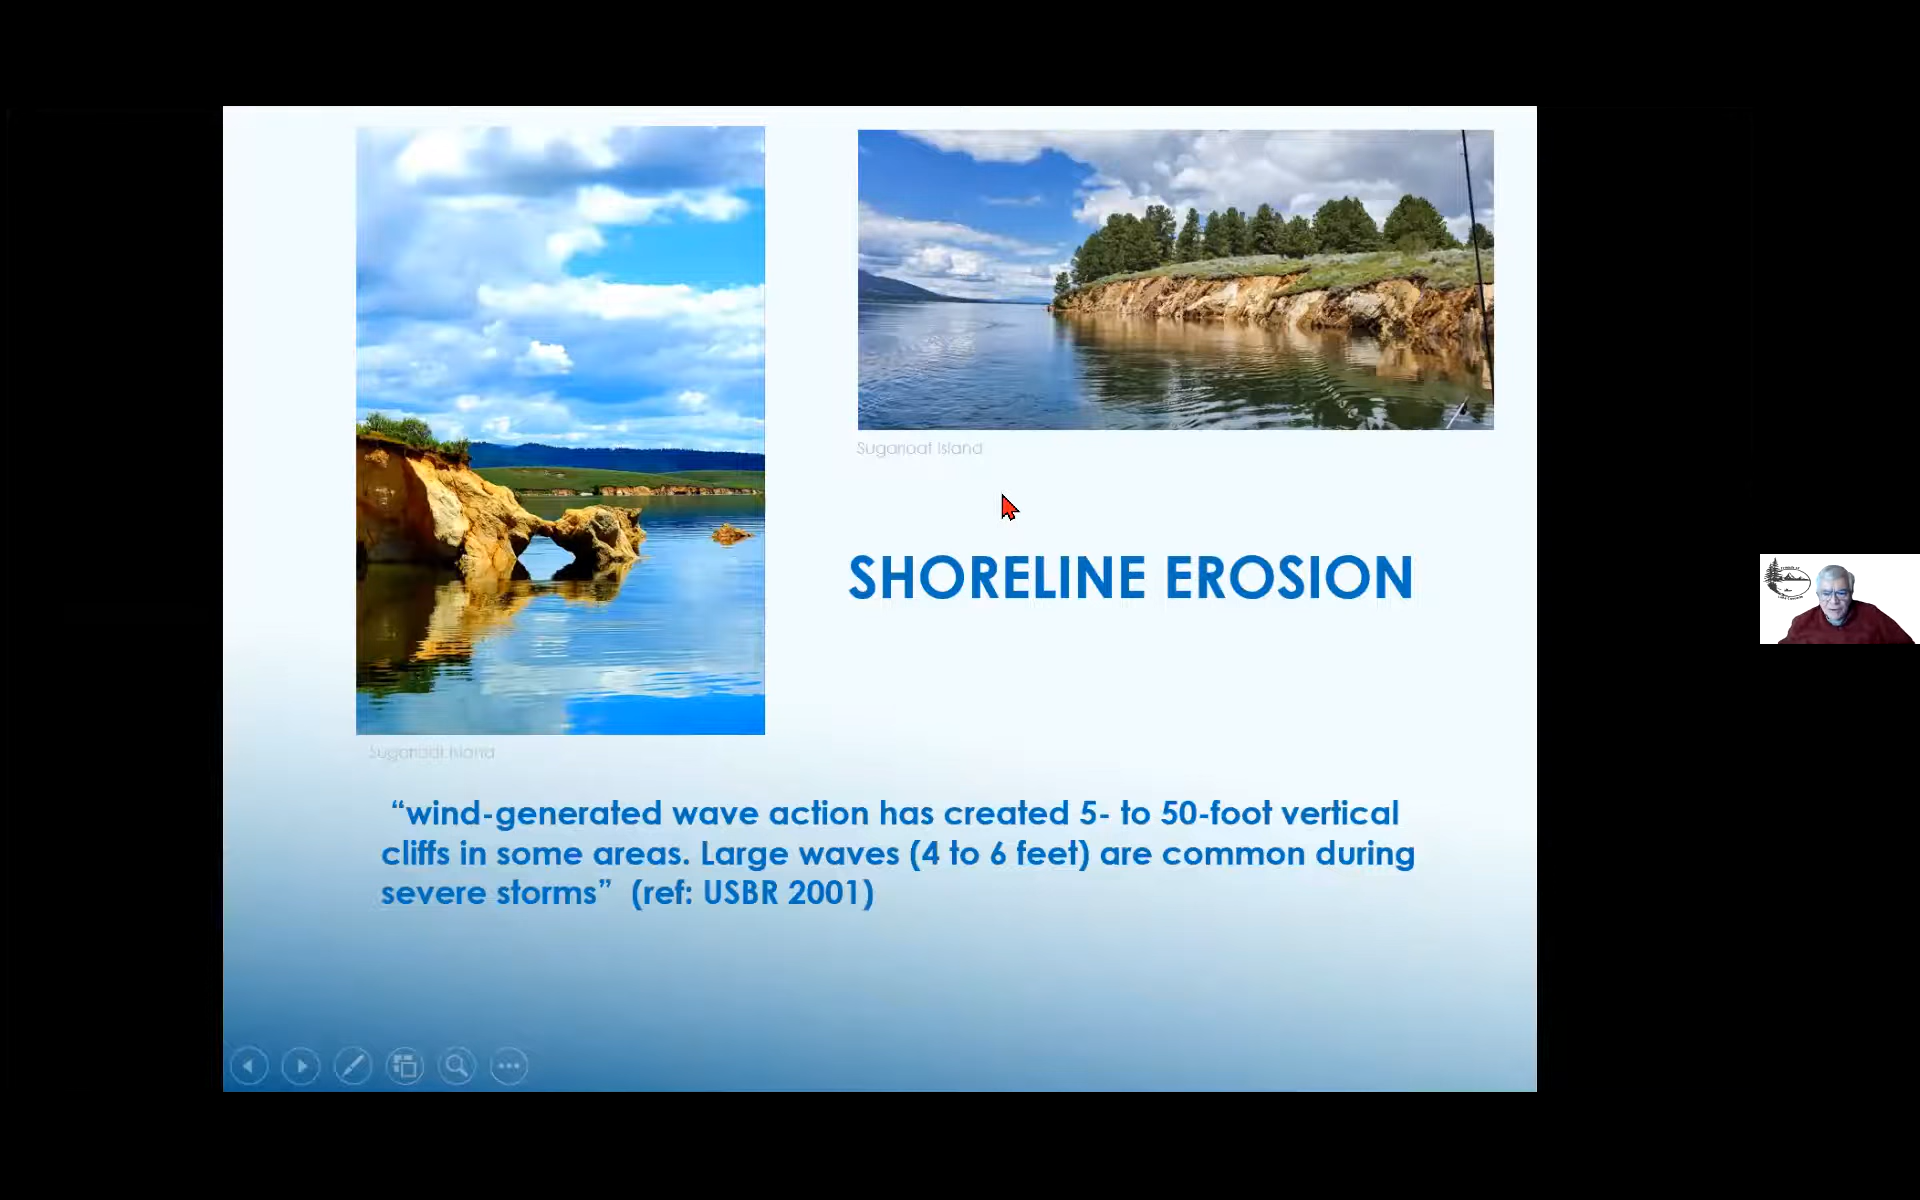 Sugarloaf Island
SHORELINE EROSION
Sugarloaf Island
“wind-generated wave action has created 5- to 50-foot vertical
cliffs in some areas. Large waves (4 to 6 feet) are common during
severe storms” (ref: USBR 2001)